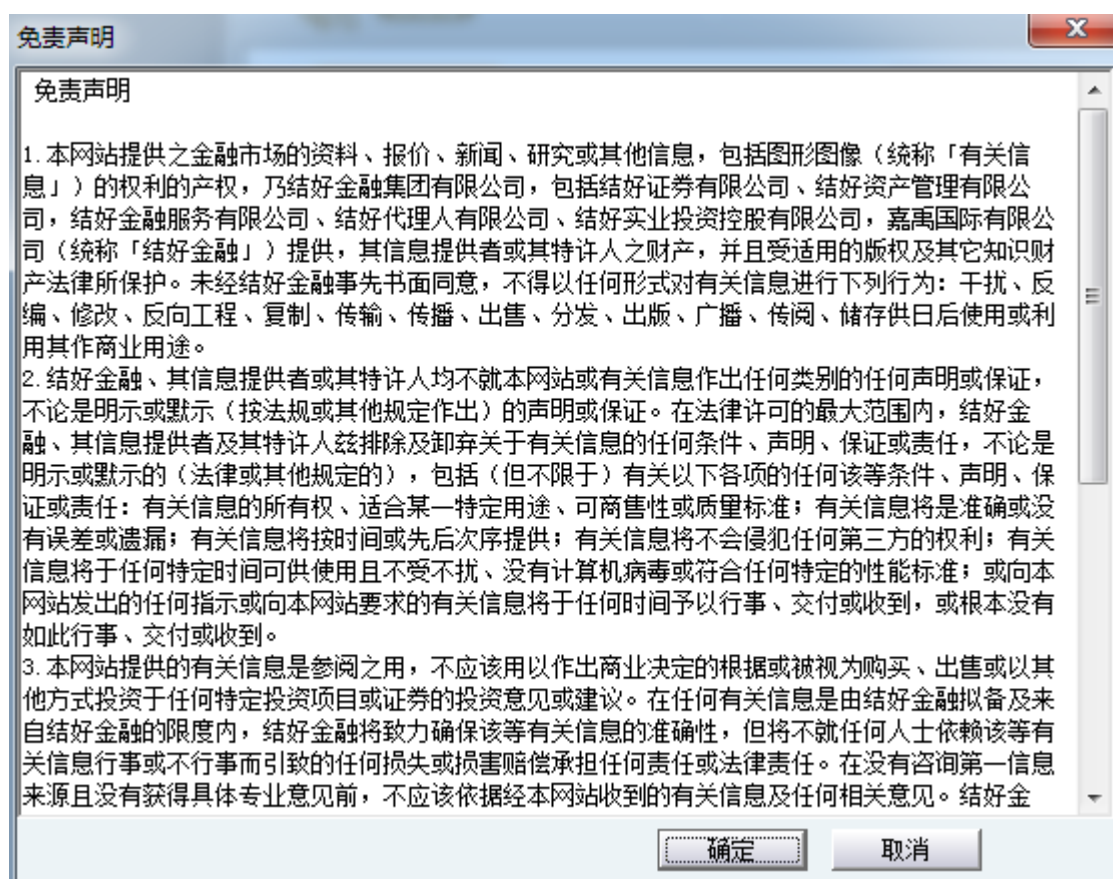 免责声明
免责声明
1.本网站提供之金融市场的资料、报价、新闻、研究或其他信息，包括图形图像（统称「有关信
息」）的权利的产权，乃结好金融集团有限公司，包括结好证券有限公司、结好资产管理有限公
司，结好金融服务有限公司、结好代理人有限公司、结好实业投资控股有限公司，嘉禹国际有限公
司（统称「结好金融」）提供，其信息提供者或其特许人之财产，并且受适用的版权及其它知识财
产法律所保护。未经结好金融事先书面同意，不得以任何形式对有关信息进行下列行为：干扰、反
编、修改、反向工程、复制、传输、传播、出售、分发、出版、广播、传阅、储存供日后使用或利
用其作商业用途。
2.结好金融、其信息提供者或其特许人均不就本网站或有关信息作出任何类别的任何声明或保证，
不论是明示或默示（按法规或其他规定作出）的声明或保证。在法律许可的最大范围内，结好金
融、其信息提供者及其特许人兹排除及卸弃关于有关信息的任何条件、声明、保证或责任，不论是
明示或默示的（法律或其他规定的），包括（但不限于）有关以下各项的任何该等条件、声明、保
证或责任：有关信息的所有权、适合某一特定用途、可商售性或质量标准；有关信息将是准确或没
有误差或遗漏；有关信息将按时间或先后次序提供；有关信息将不会侵犯任何第三方的权利；有关
信息将于任何特定时间可供使用且不受不扰、没有计算机病毒或符合任何特定的性能标准；或向本
网站发出的任何指示或向本网站要求的有关信息将于任何时间予以行事、交付或收到，或根本没有
如此行事、交付或收到。
3.本网站提供的有关信息是参阅之用，不应该用以作出商业决定的根据或被视为购买、出售或以其
他方式投资于任何特定投资项目或证券的投资意见或建议。在任何有关信息是由结好金融拟备及来
自结好金融的限度内，结好金融将致力确保该等有关信息的准确性，但将不就任何人士依赖该等有
关信息行事或不行事而引致的任何损失或损害赔偿承担任何责任或法律责任。在没有咨询第一信息
来源且没有获得具体专业意见前，不应该依据经本网站收到的有关信息及任何相关意见。结好金
确定 取消